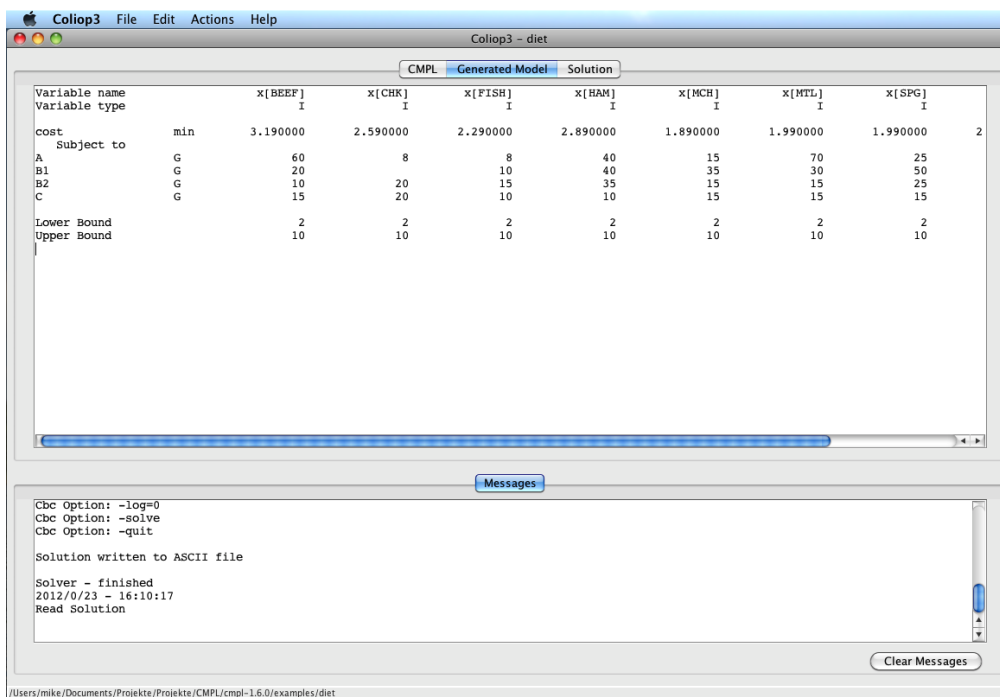 Coliop3 File Edit Actions Help
Coliop3 - diet
CMPL Generated Model Solution
Variable name x[BEEF] x[CHK] x[FISH] x[HAM] x[MCH] x[MTL] x[SPG]
Variable type I I I I I I I
cost min 3.190000 2.590000 2.290000 2.890000 1.890000 1.990000 1.990000 2
Subject to
A G 60 8 8 40 15 70 25
B1 G 20 10 40 35 30 50
B2 G 10 20 15 35 15 15 25
C G 15 20 10 10 15 15 15
Lower Bound 2 2 2 2 2 2 2
Upper Bound 10 10 10 10 10 10 10
Messages
Cbc Option: -log=0
Cbc Option: -solve
Cbc Option: -quit
Solution written to ASCII file
Solver - finished
2012/0/23 - 16:10:17
Read Solution
Clear Messages
/Users/mike/Documents/Projekte/Projekte/CMPL/cmpl-1.6.0/examples/diet